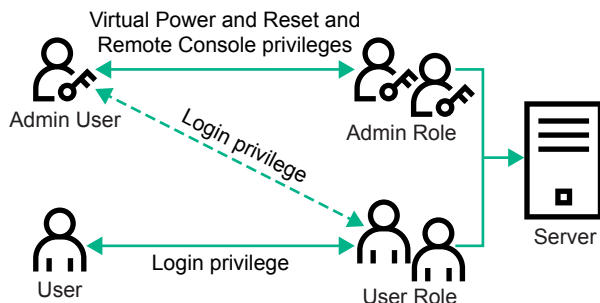 Virtual Power and Reset and
Remote Console privileges
Admin User
Admin Role
Login privilege
Server
Login privilege
User
User Role